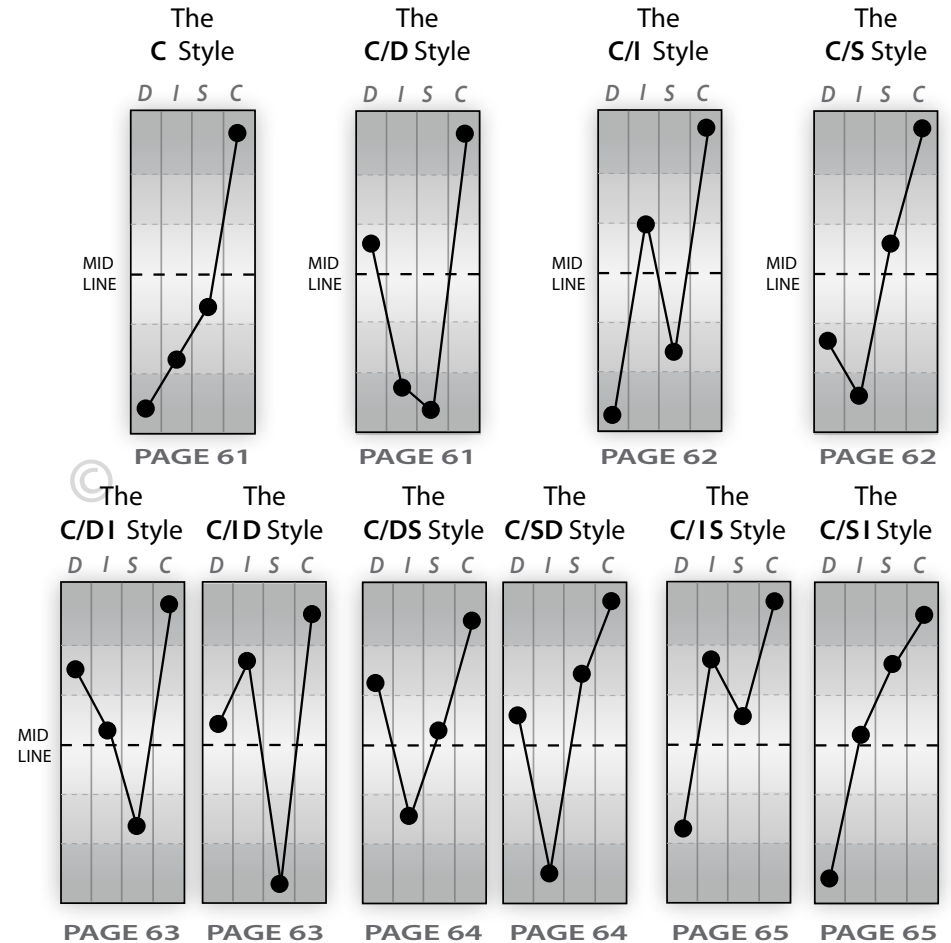 The
C Style
D I S C
MID
LINE
PAGE 61
The
C/D Style
D I S C
MID
LINE
PAGE 61
The
C/I Style
D I S C
MID
LINE
PAGE 62
The
C/S Style
D I S C
MID
LINE
PAGE 62
©
The
C/DI Style
D I S C
MID
LINE
PAGE 63
The
C/ID Style
D I S C
PAGE 63
The
C/DS Style
D I S C
PAGE 64
The
C/SD Style
D I S C
PAGE 64
The
C/IS Style
D I S C
PAGE 65
The
C/SI Style
D I S C
PAGE 65